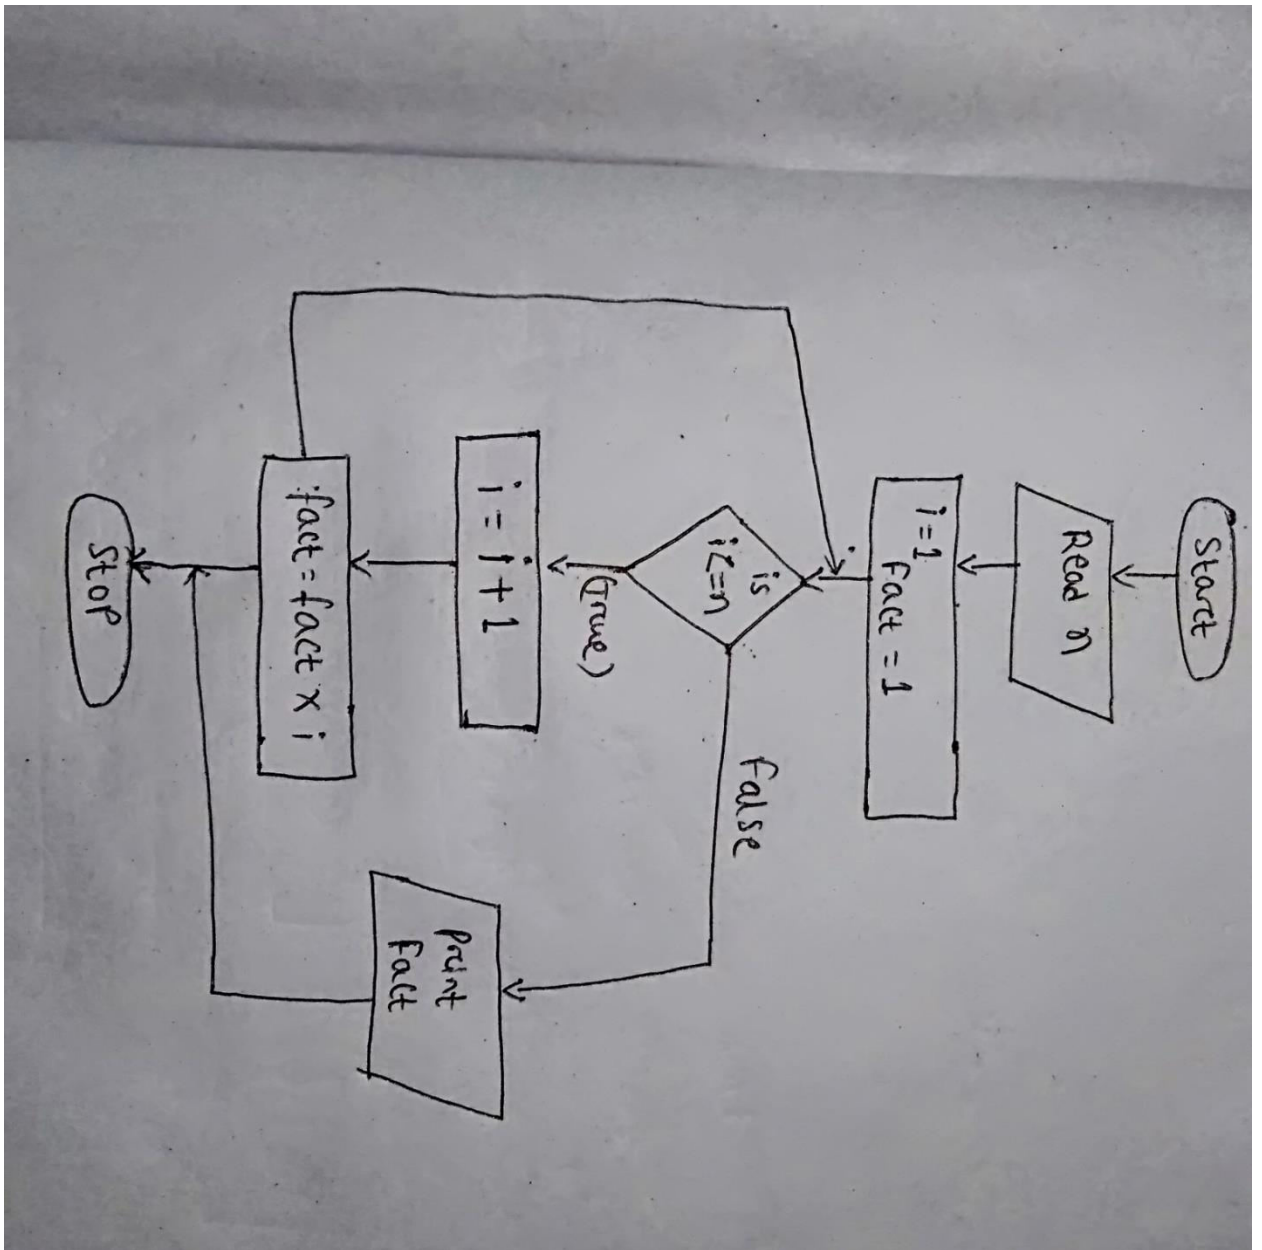 Start
Read n
i=1
fact = 1
is
i<=n
(True)
false
i = i + 1
fact = fact x i
print
fact
Stop